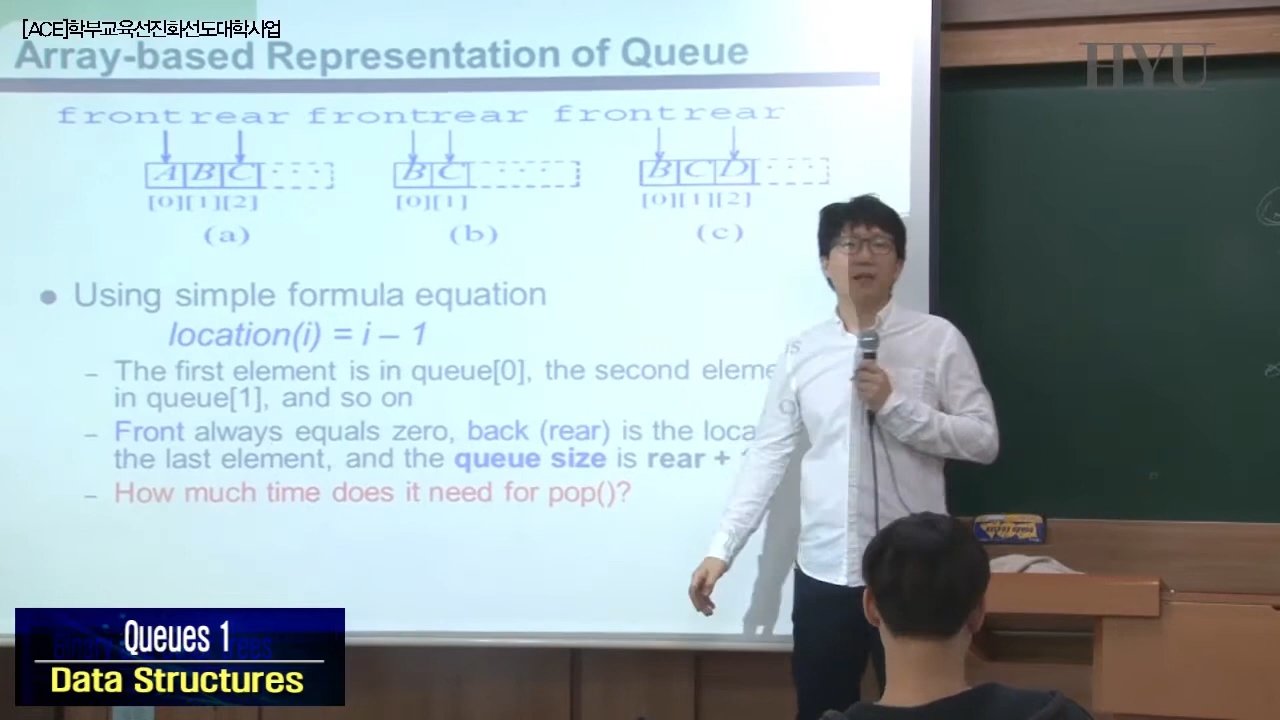 [ACE]학부교육선진화선도대학사업
Array-based Representation of Queue
HYU
front rear front rear front rear
A B C ··· B C ··· B C D ···
[0][1][2] [0][1] [0][1][2]
(a) (b) (c)
● Using simple formula equation
location(i) = i – 1
– The first element is in queue[0], the second eleme
in queue[1], and so on
– Front always equals zero, back (rear) is the loca
the last element, and the queue size is rear +
– How much time does it need for pop()?
Queues 1
Data Structures